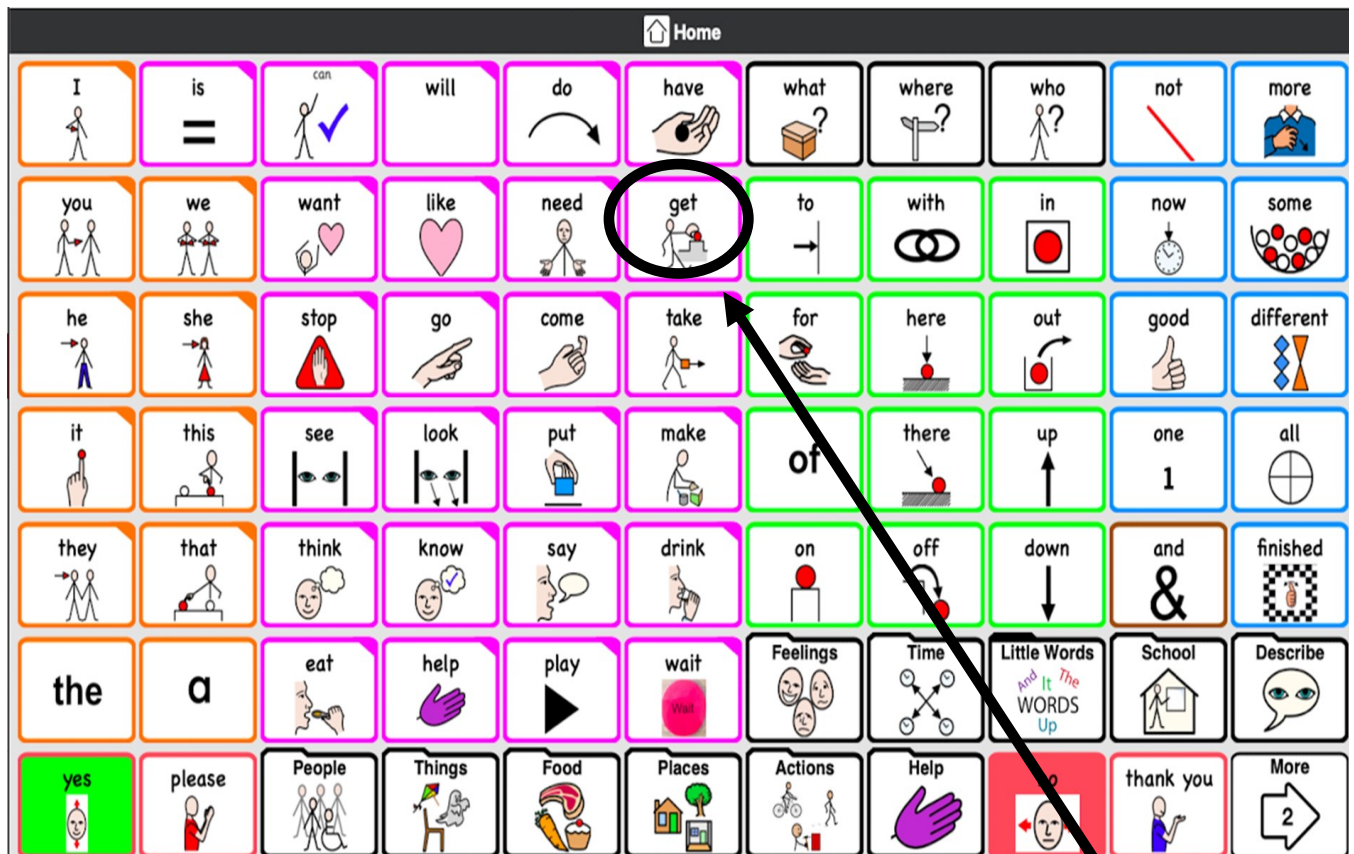 Home
I is can will do have what where who not more
you we want like need get to with in now some
he she stop go come take for here out good different
it this see look put make of there up one all
1
they that think know say drink on off down and finished
&
the a eat help play wait Feelings Time Little Words School Describe
Wait And It The
WORDS
Up
yes please People Things Food Places Actions Help thank you More
2